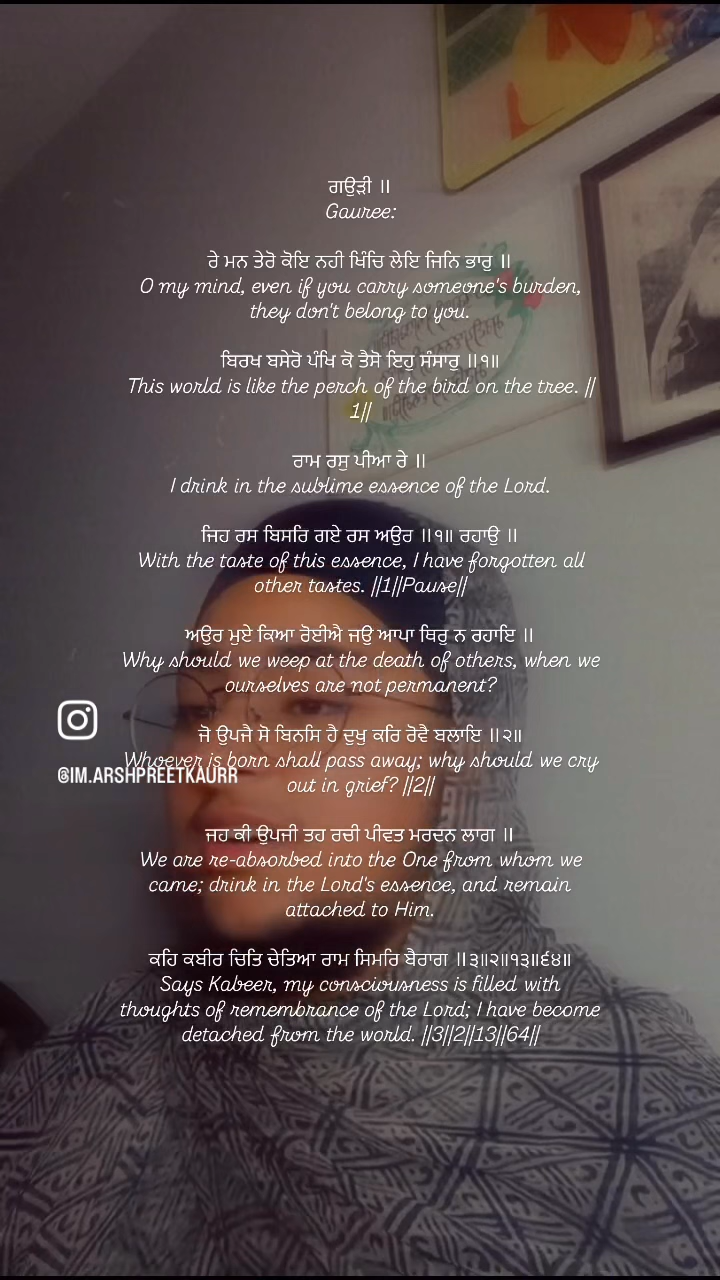 ਗਉੜੀ ॥
Gauree:
ਰੇ ਮਨ ਤੇਰੋ ਕੋਇ ਨਹੀ ਖਿੰਚਿ ਲੇਇ ਜਿਨਿ ਭਾਰੁ ॥
O my mind, even if you carry someone's burden,
they don't belong to you.
ਬਿਰਖ ਬਸੇਰੋ ਪੰਖਿ ਕੋ ਤੈਸੋ ਇਹੁ ਸੰਸਾਰੁ ॥੧॥
This world is like the perch of the bird on the tree. ||
1||
ਰਾਮ ਰਸੁ ਪੀਆ ਰੇ ॥
I drink in the sublime essence of the Lord.
ਜਿਹ ਰਸ ਬਿਸਰਿ ਗਏ ਰਸ ਅਉਰ ॥੧॥ ਰਹਾਉ ॥
With the taste of this essence, I have forgotten all
other tastes. ||1||Pause||
ਅਉਰ ਮੁਏ ਕਿਆ ਰੋਈਐ ਜਉ ਆਪਾ ਥਿਰੁ ਨ ਰਹਾਇ ॥
Why should we weep at the death of others, when we
ourselves are not permanent?
ਜੋ ਉਪਜੈ ਸੋ ਬਿਨਸਿ ਹੈ ਦੁਖੁ ਕਰਿ ਰੋਵੈ ਬਲਾਇ ॥੨॥
Whoever is born shall pass away; why should we cry
out in grief? ||2||
@IM.ARSHPREETKAURR
ਜਹ ਕੀ ਉਪਜੀ ਤਹ ਰਚੀ ਪੀਵਤ ਮਰਦਨ ਲਾਗ ॥
We are re-absorbed into the One from whom we
came; drink in the Lord's essence, and remain
attached to Him.
ਕਹਿ ਕਬੀਰ ਚਿਤਿ ਚੇਤਿਆ ਰਾਮ ਸਿਮਰਿ ਬੈਰਾਗ ॥੩॥੨॥੧੩॥੬੪॥
Says Kabeer, my consciousness is filled with
thoughts of remembrance of the Lord; I have become
detached from the world. ||3||2||13||64||